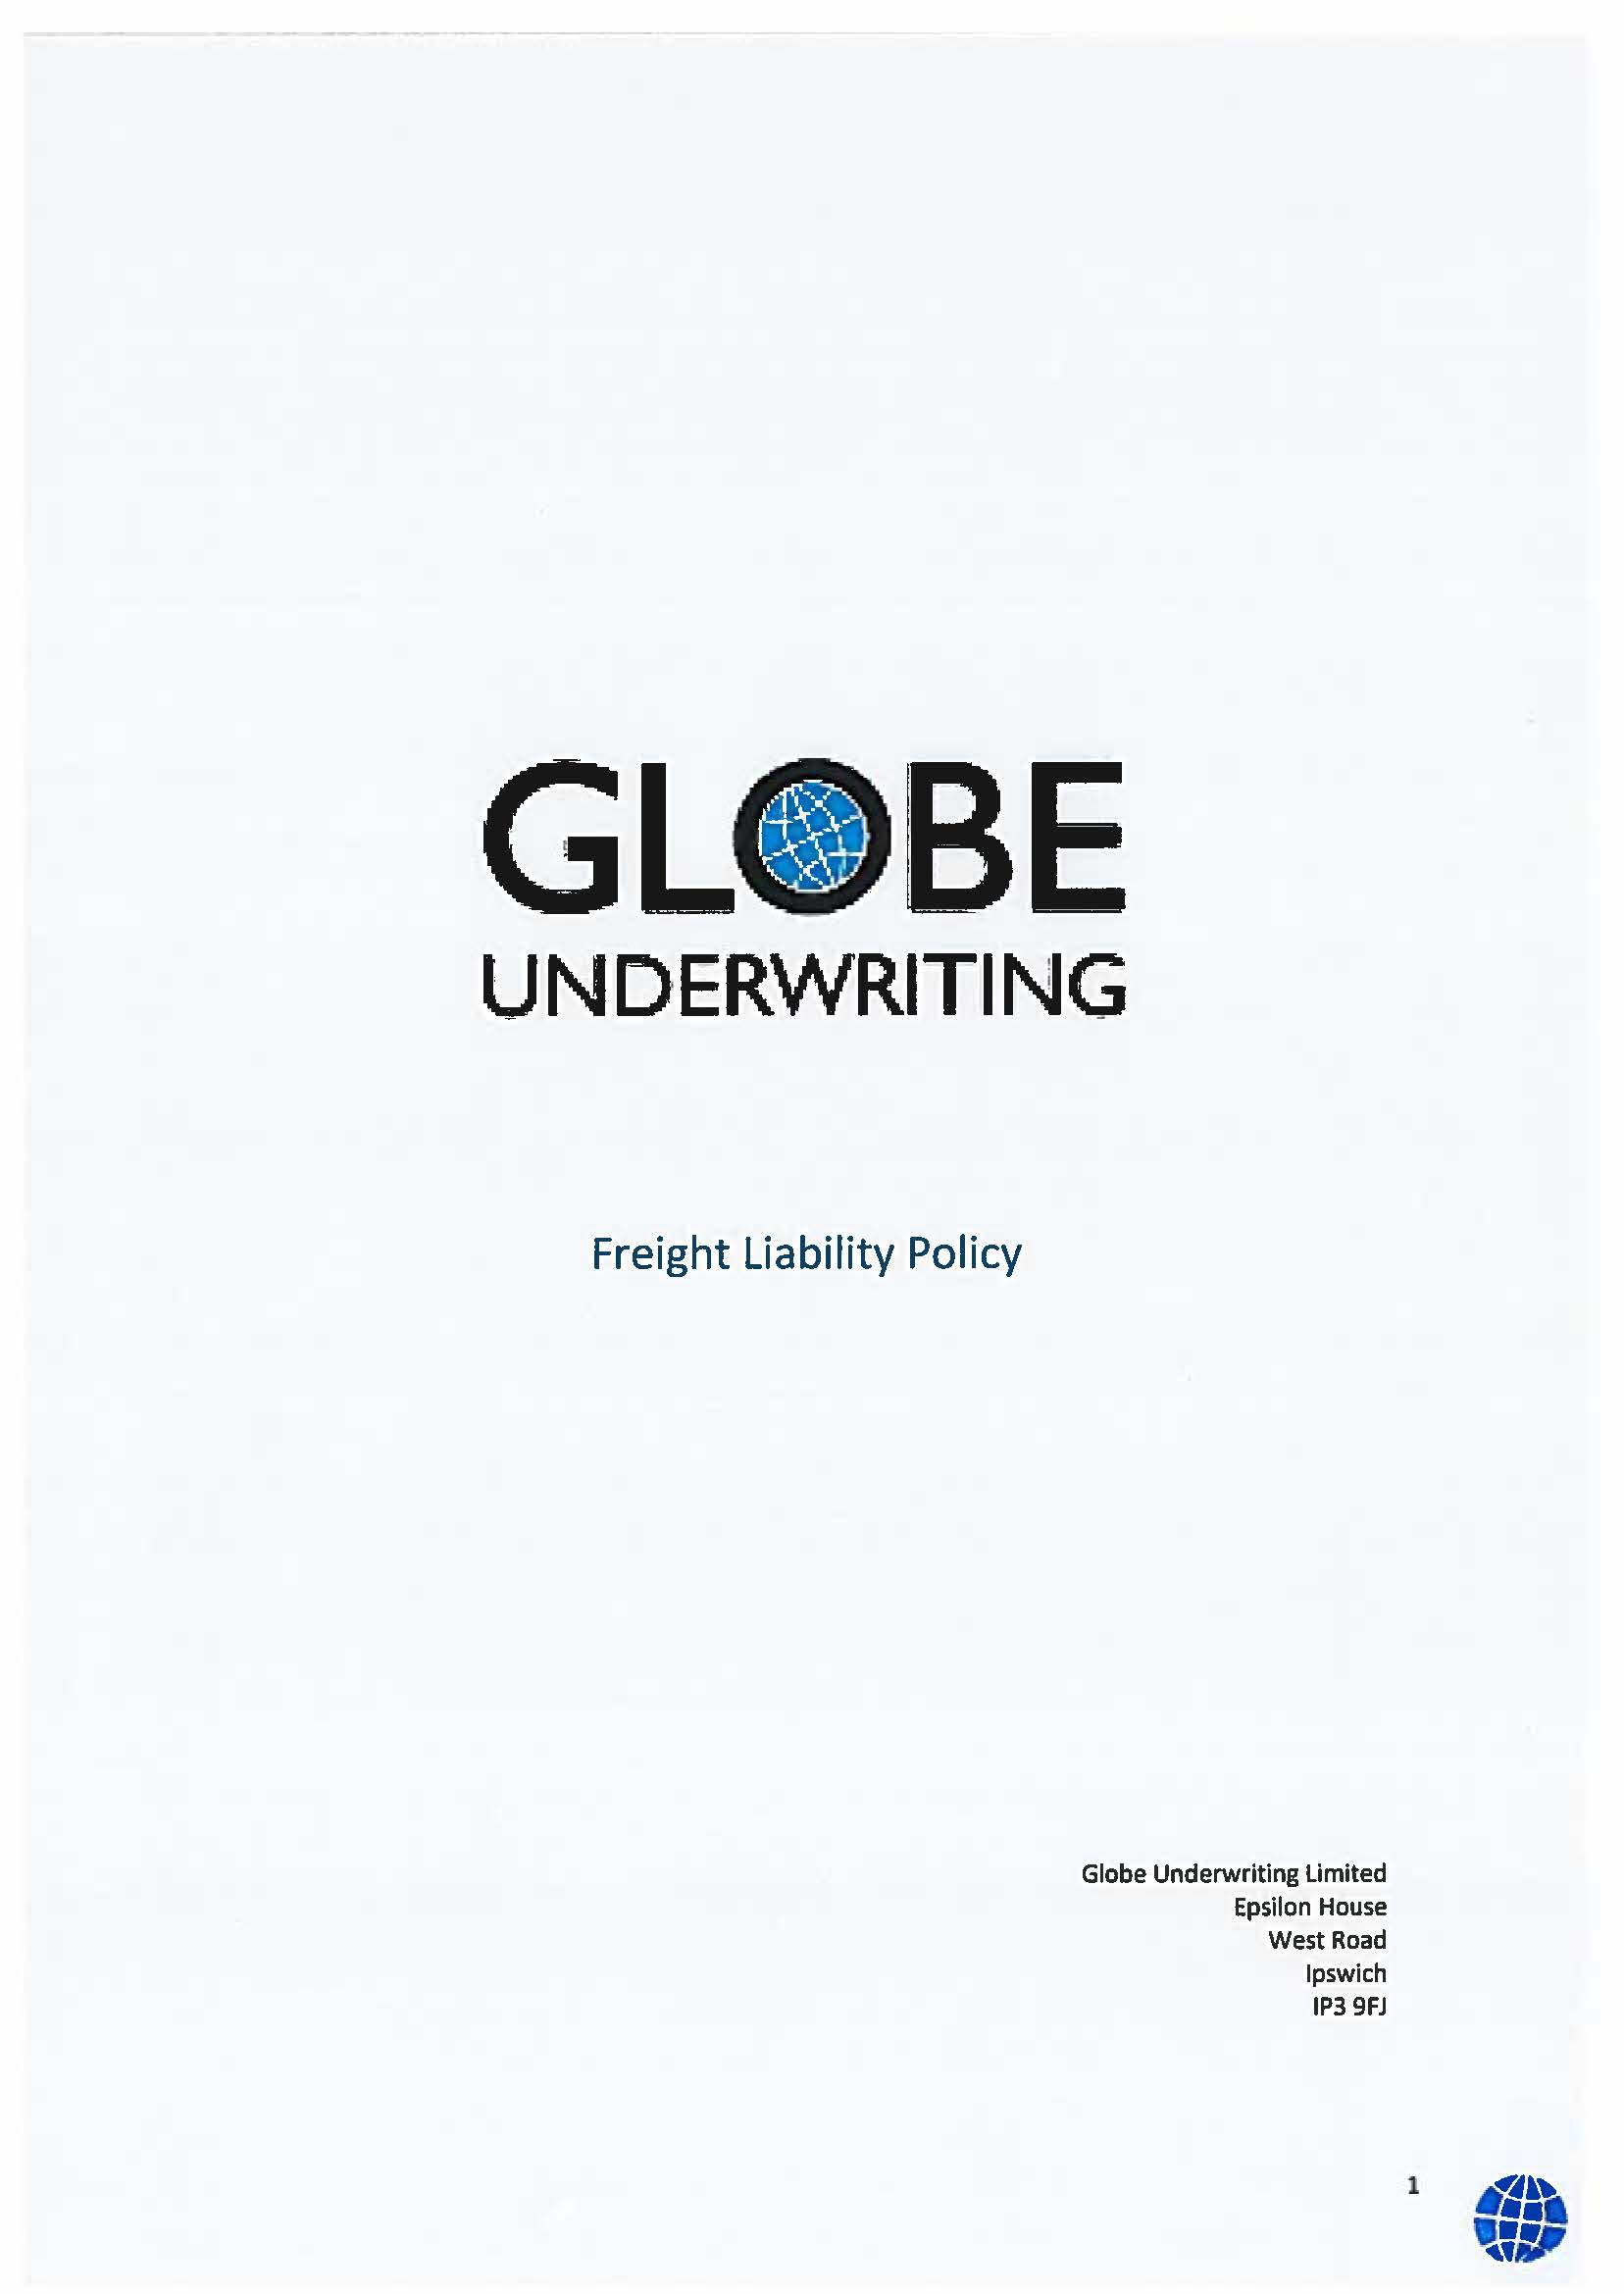 GLOBE
UNDERWRITING
Freight Liability Policy
Globe Underwriting Limited
Epsilon House
West Road
Ipswich
IP3 9FJ
1